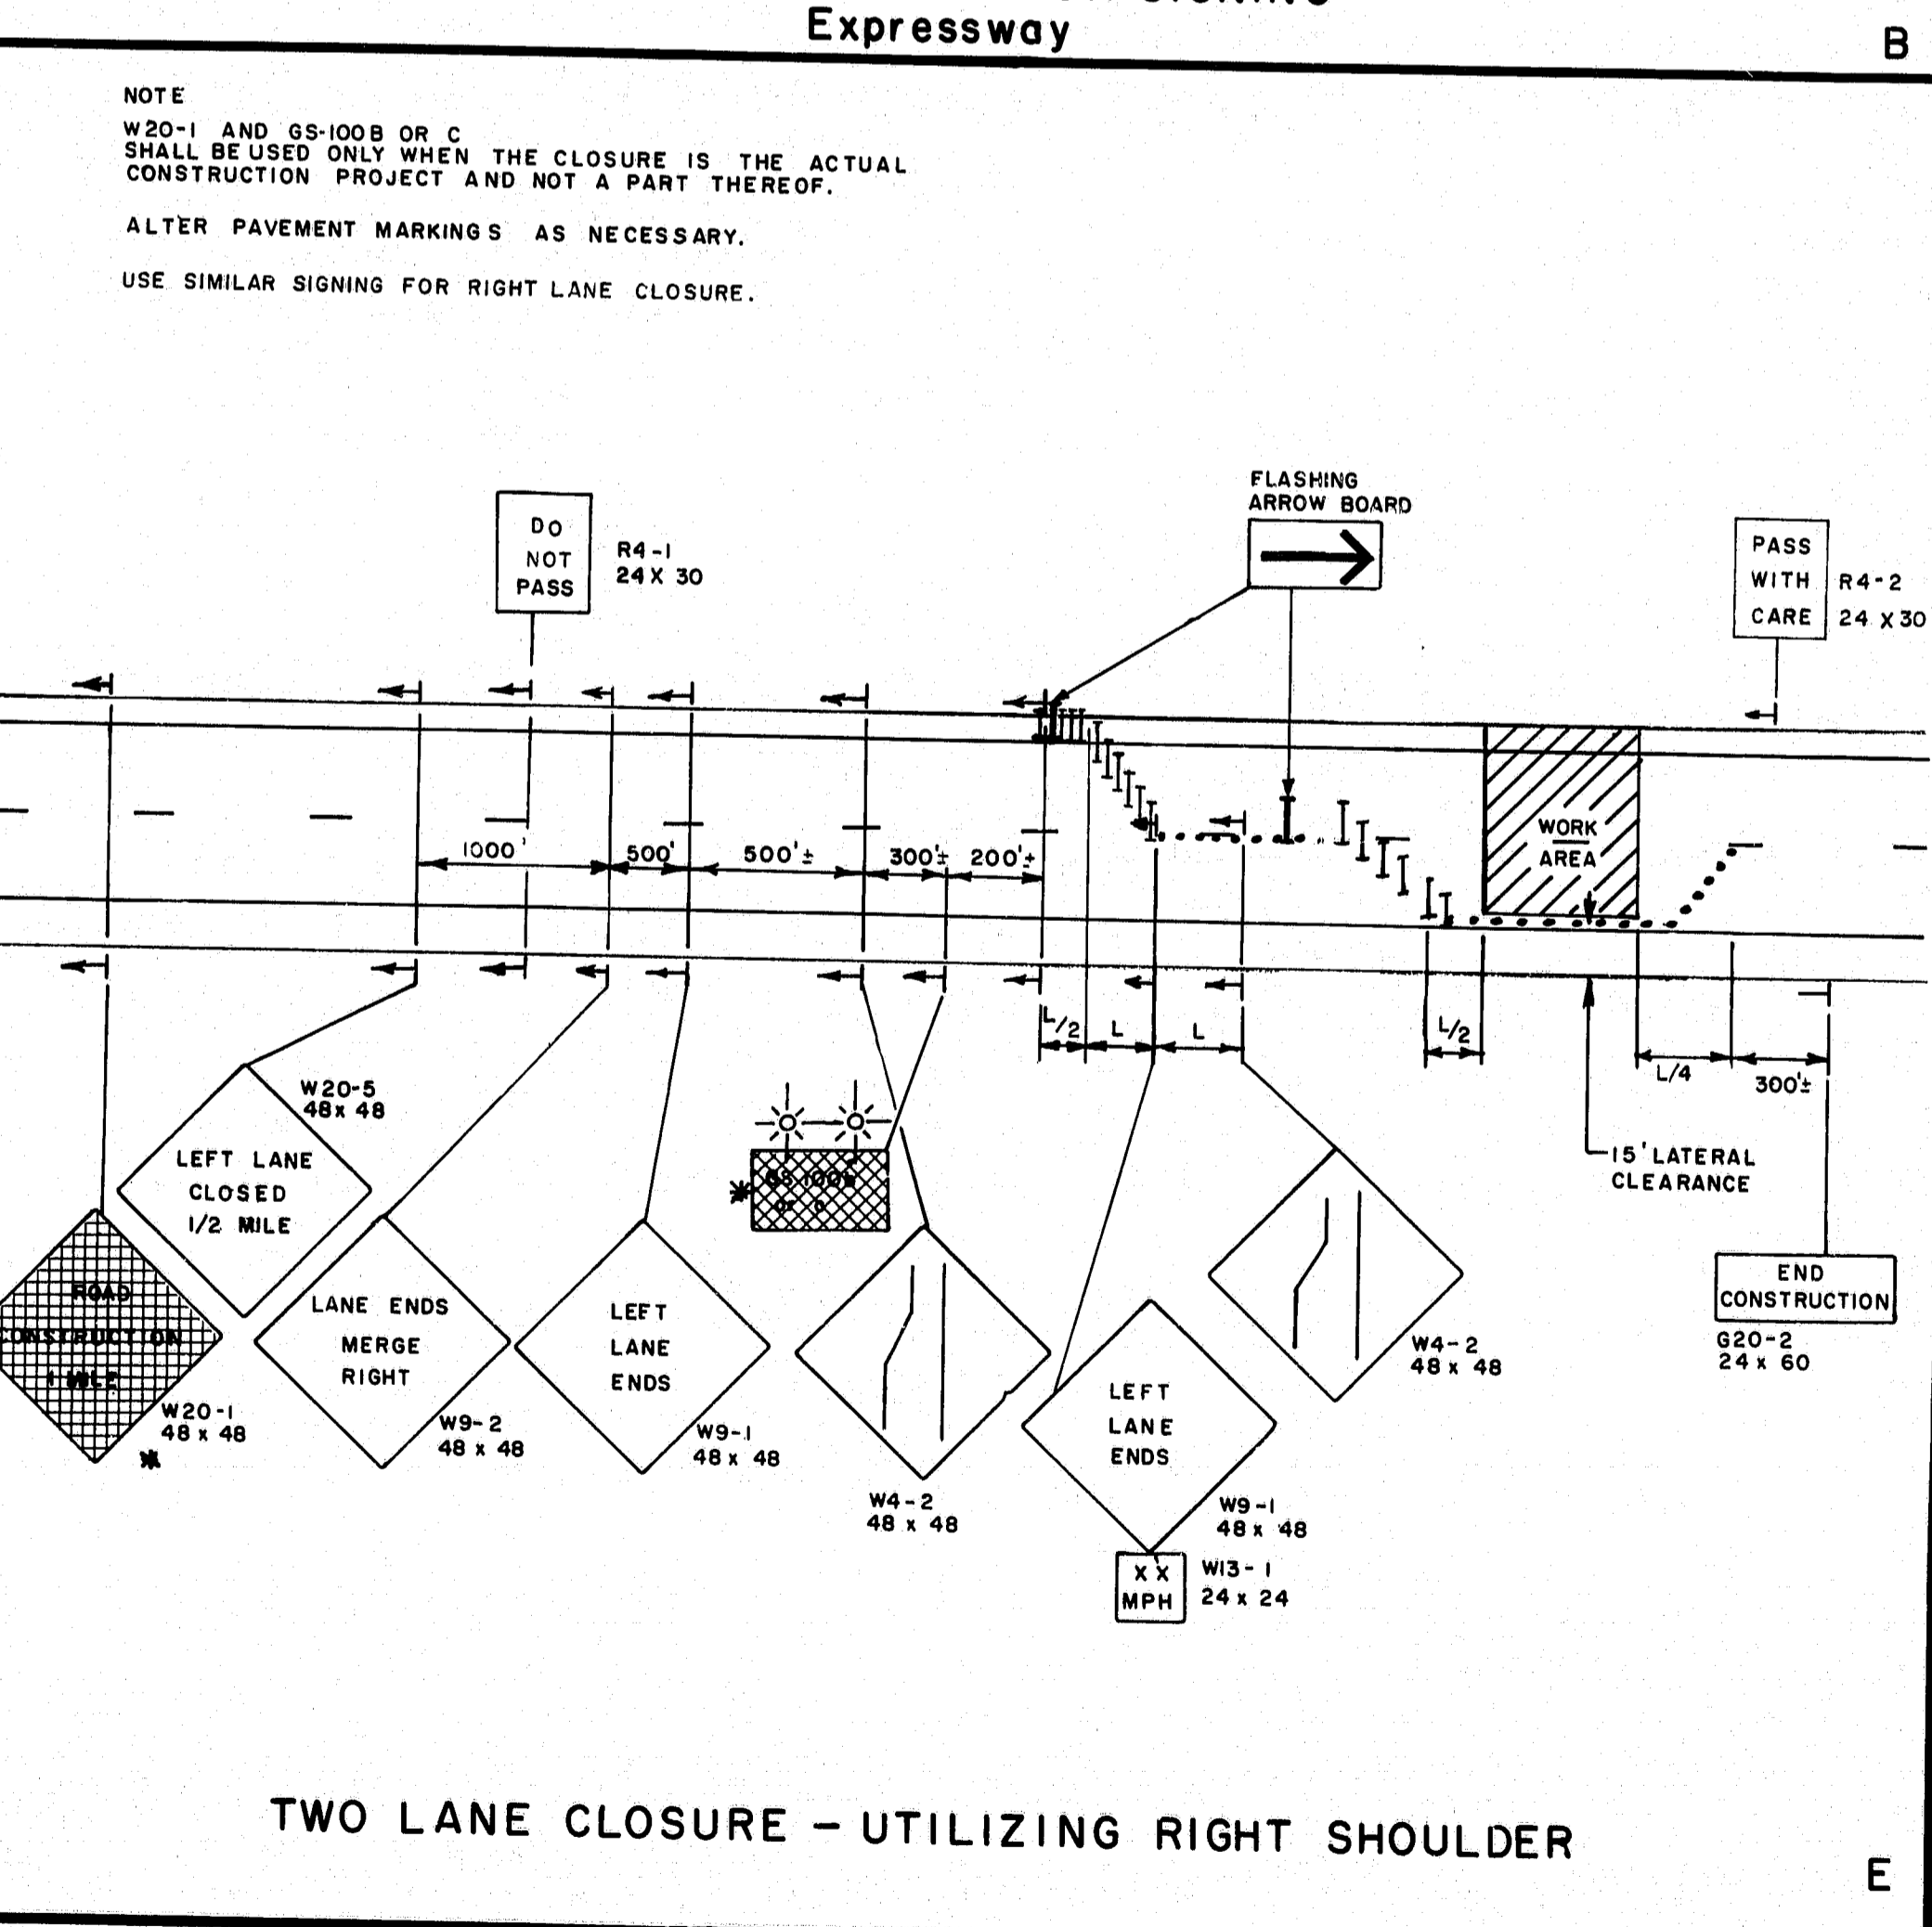 Expressway
B
NOTE
W20-1 AND GS-100B OR C
SHALL BE USED ONLY WHEN THE CLOSURE IS THE ACTUAL
CONSTRUCTION PROJECT AND NOT A PART THEREOF.
ALTER PAVEMENT MARKINGS AS NECESSARY.
USE SIMILAR SIGNING FOR RIGHT LANE CLOSURE.
DO
NOT
PASS
R4-1
24 X 30
FLASHING
ARROW BOARD
PASS
WITH
CARE
R4-2
24 X 30
1000'
500'
500'±
300'±
200'±
WORK
AREA
L/2
L
L
L/2
L/4
300'±
15' LATERAL
CLEARANCE
W20-5
48 x 48
LEFT LANE
CLOSED
1/2 MILE
ROAD
CONSTRUCTION
1 MILE
W20-1
48 x 48
*
LANE ENDS
MERGE
RIGHT
W9-2
48 x 48
LEFT
LANE
ENDS
W9-1
48 x 48
*
GS 100b
or c
W4-2
48 x 48
LEFT
LANE
ENDS
W9-1
48 x 48
XX
MPH
W13-1
24 x 24
W4-2
48 x 48
END
CONSTRUCTION
G20-2
24 x 60
TWO LANE CLOSURE - UTILIZING RIGHT SHOULDER
E